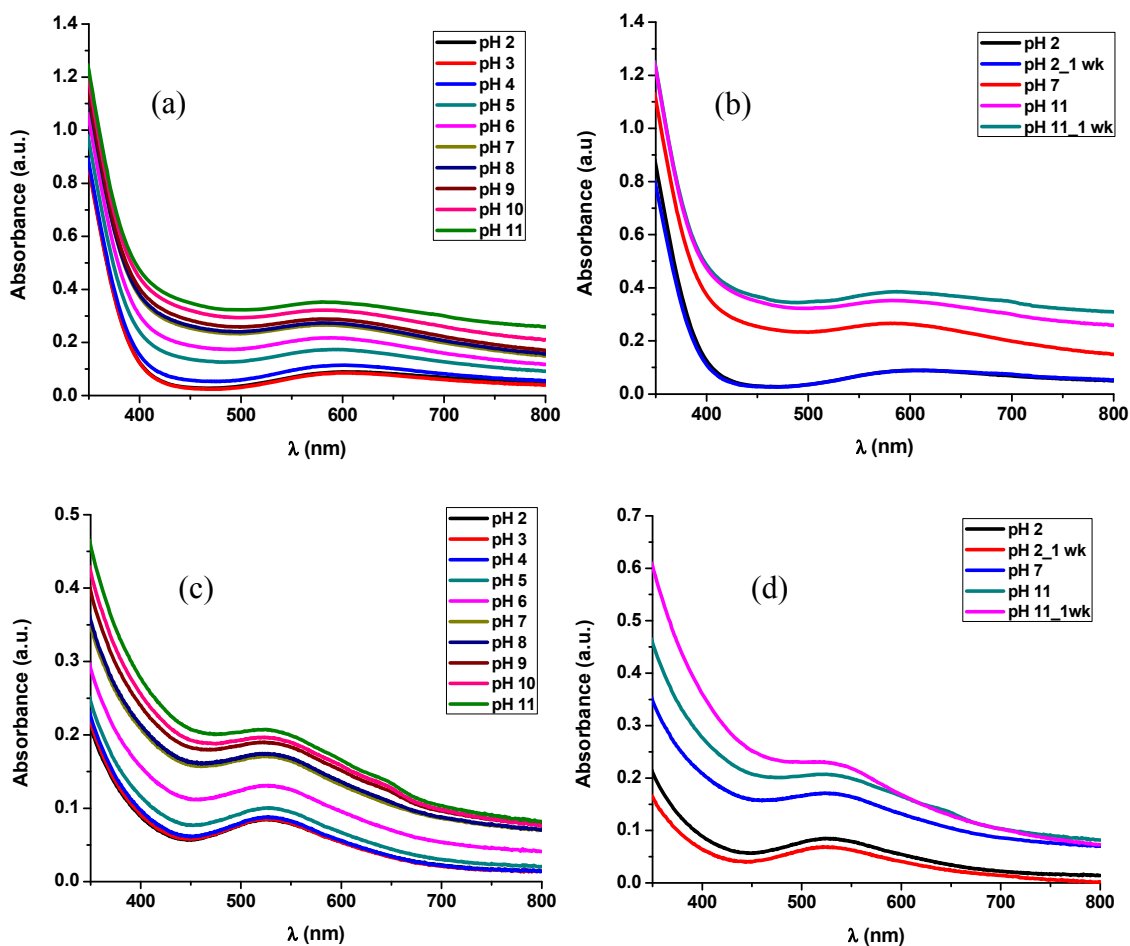 (a)
Absorbance (a.u.)
1.4
1.2
1.0
0.8
0.6
0.4
0.2
0.0
400
500
600
700
800
λ (nm)
pH 2
pH 3
pH 4
pH 5
pH 6
pH 7
pH 8
pH 9
pH 10
pH 11
(b)
Absorbance (a.u)
1.4
1.2
1.0
0.8
0.6
0.4
0.2
0.0
400
500
600
700
800
λ (nm)
pH 2
pH 2_1 wk
pH 7
pH 11
pH 11_1 wk
(c)
Absorbance (a.u.)
0.5
0.4
0.3
0.2
0.1
0.0
400
500
600
700
800
λ (nm)
pH 2
pH 3
pH 4
pH 5
pH 6
pH 7
pH 8
pH 9
pH 10
pH 11
(d)
Absorbance (a.u.)
0.7
0.6
0.5
0.4
0.3
0.2
0.1
0.0
400
500
600
700
800
λ (nm)
pH 2
pH 2_1 wk
pH 7
pH 11
pH 11_1wk